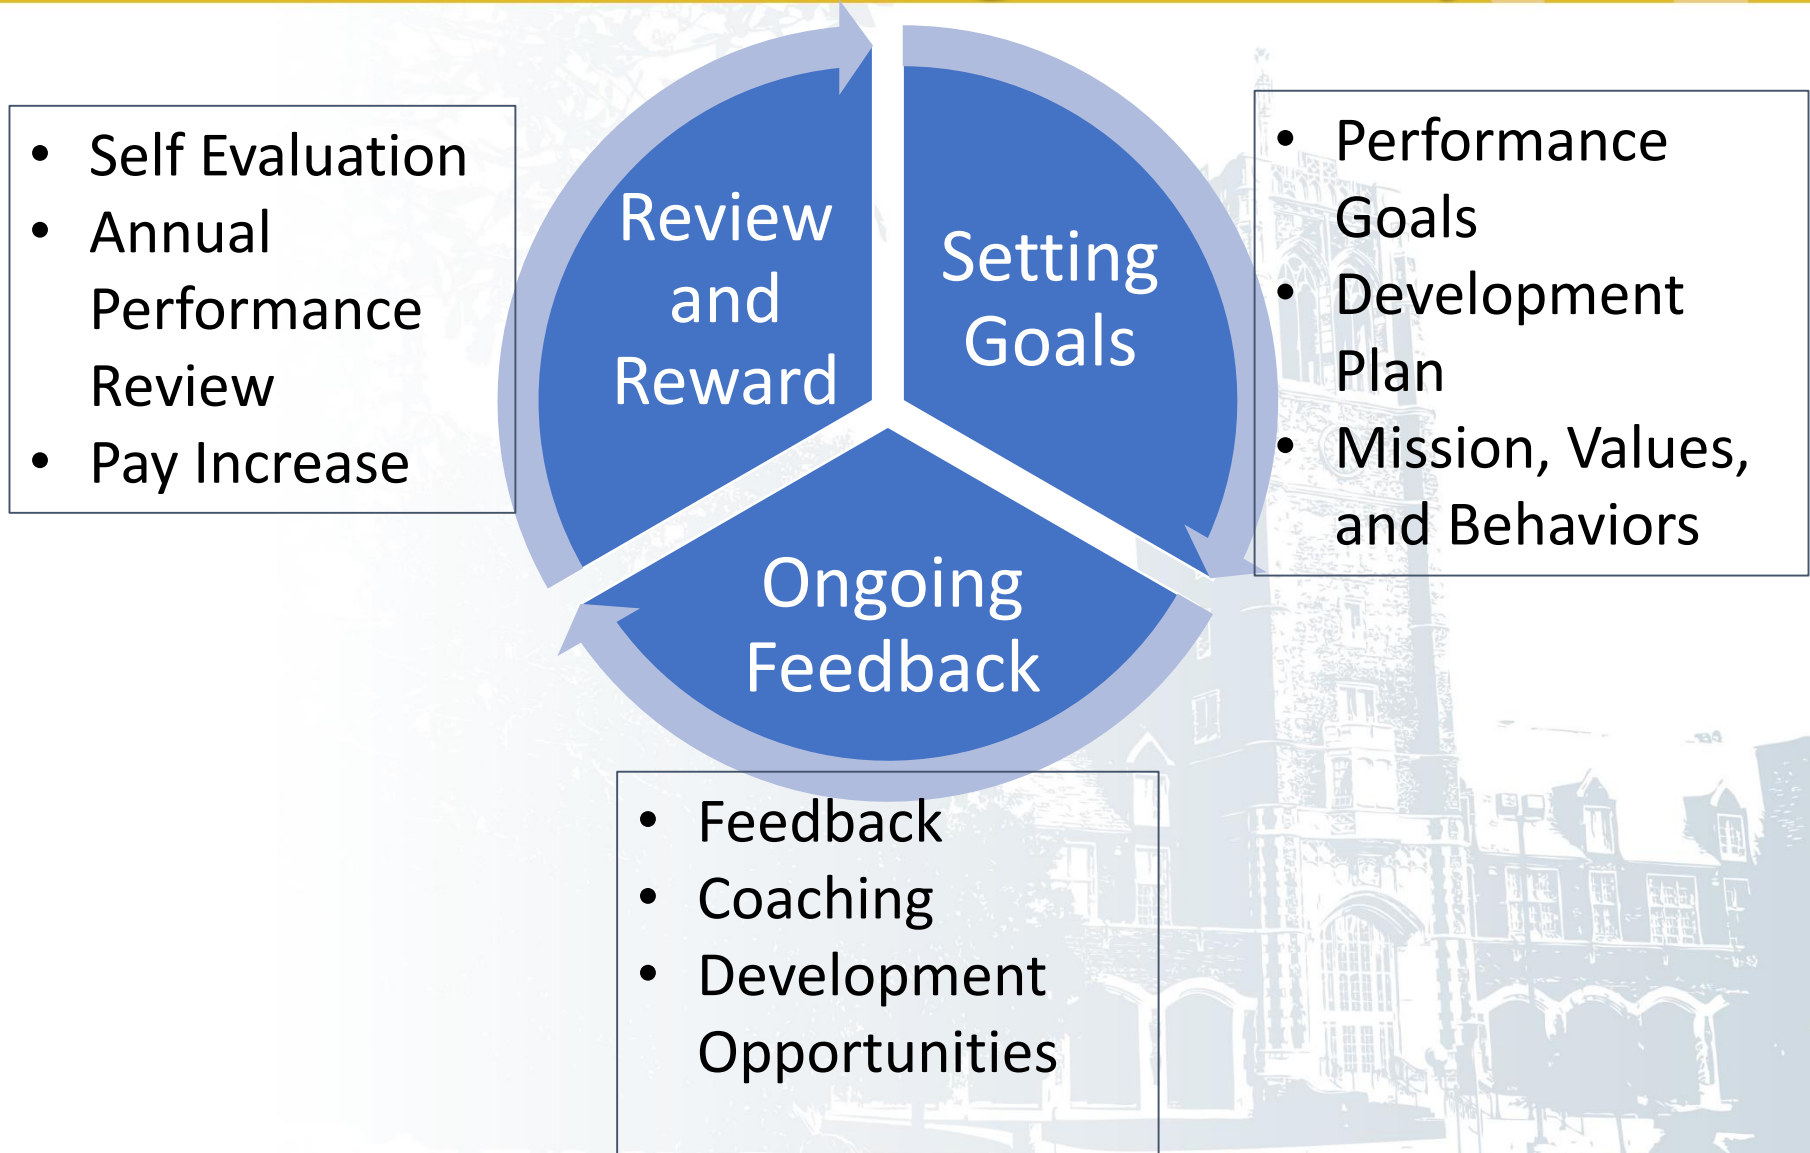 • Self Evaluation
• Annual
Performance
Review
• Pay Increase
Review
and
Reward
Setting
Goals
Ongoing
Feedback
• Performance
Goals
• Development
Plan
• Mission, Values,
and Behaviors
• Feedback
• Coaching
• Development
Opportunities